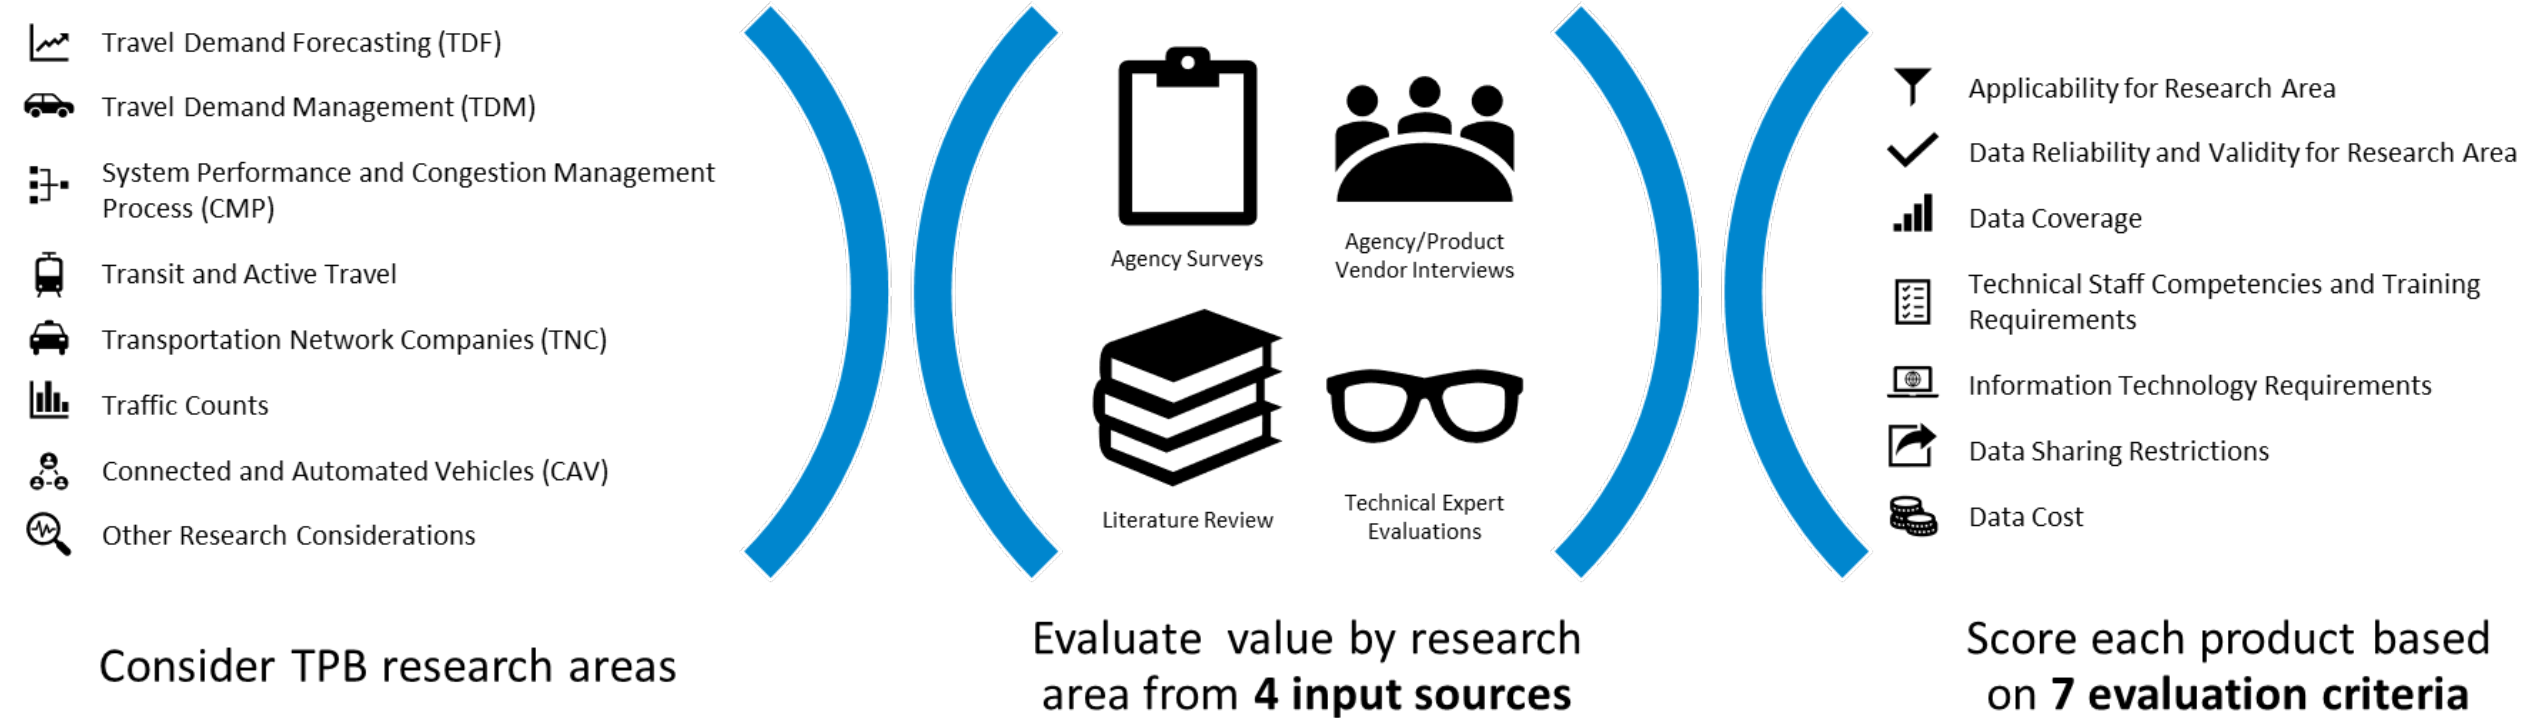 Travel Demand Forecasting (TDF)
Travel Demand Management (TDM)
System Performance and Congestion Management
Process (CMP)
Transit and Active Travel
Transportation Network Companies (TNC)
Traffic Counts
Connected and Automated Vehicles (CAV)
Other Research Considerations
Consider TPB research areas
Agency Surveys
Agency/Product
Vendor Interviews
Literature Review
Technical Expert
Evaluations
Evaluate value by research
area from 4 input sources
Applicability for Research Area
Data Reliability and Validity for Research Area
Data Coverage
Technical Staff Competencies and Training
Requirements
Information Technology Requirements
Data Sharing Restrictions
Data Cost
Score each product based
on 7 evaluation criteria